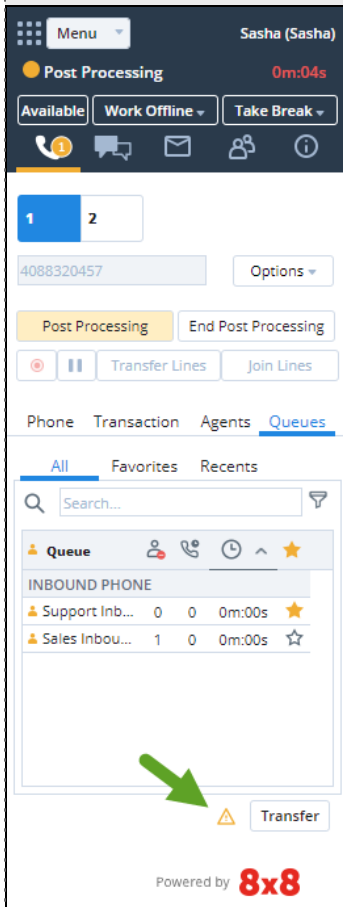 Menu Sasha (Sasha)
Post Processing 0m:04s
Available Work Offline Take Break
1
1 2
4088320457 Options
Post Processing End Post Processing
Transfer Lines Join Lines
Phone Transaction Agents Queues
All Favorites Recents
Search...
Queue
INBOUND PHONE
Support Inb... 0 0 0m:00s
Sales Inbou... 1 0 0m:00s
Transfer
Powered by 8x8